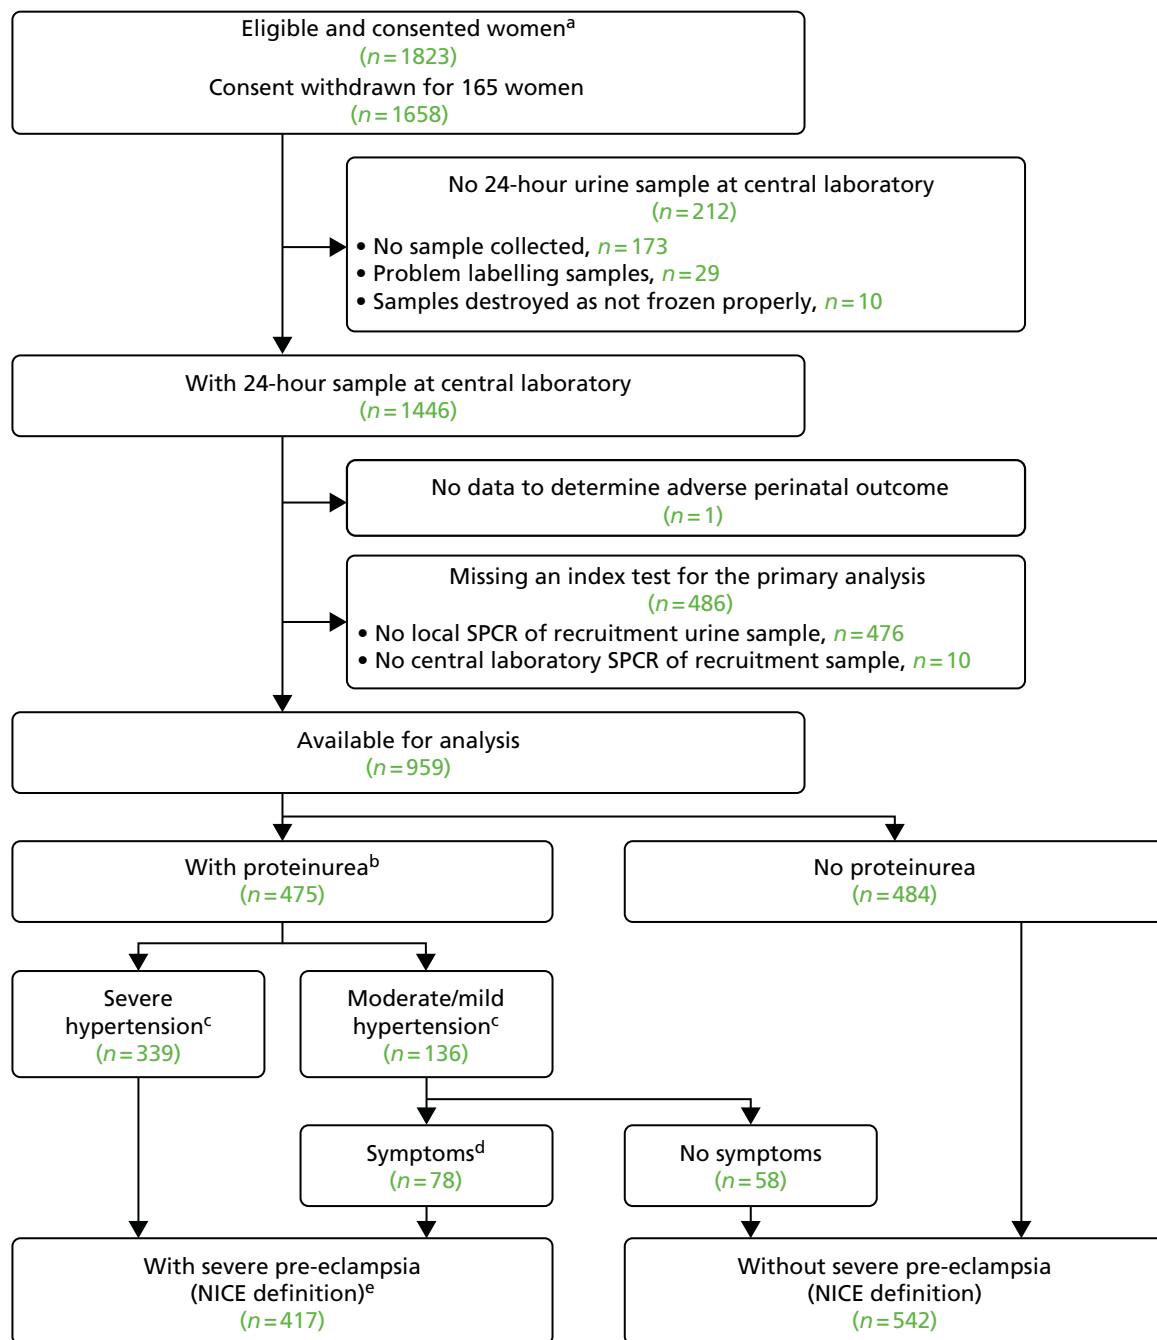 Eligible and consented womenᵃ
(n=1823)
Consent withdrawn for 165 women
(n=1658)
No 24-hour urine sample at central laboratory
(n=212)
• No sample collected, n=173
• Problem labelling samples, n=29
• Samples destroyed as not frozen properly, n=10
With 24-hour sample at central laboratory
(n=1446)
No data to determine adverse perinatal outcome
(n=1)
Missing an index test for the primary analysis
(n=486)
• No local SPCR of recruitment urine sample, n=476
• No central laboratory SPCR of recruitment sample, n=10
Available for analysis
(n=959)
With proteinureaᵇ
(n=475)
No proteinurea
(n=484)
Severe
hypertensionᶜ
(n=339)
Moderate/mild
hypertensionᶜ
(n=136)
Symptomsᵈ
(n=78)
No symptoms
(n=58)
With severe pre-eclampsia
(NICE definition)ᵉ
(n=417)
Without severe pre-eclampsia
(NICE definition)
(n=542)